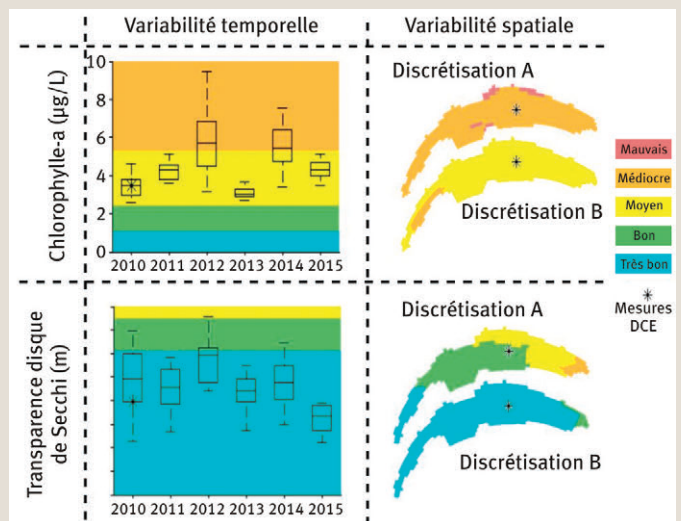 Variabilité temporelle
Variabilité spatiale
Chlorophylle-a (µg/L)
10
8
6
4
2
0
2010 2011 2012 2013 2014 2015
Discrétisation A
Discrétisation B
Mauvais
Médiocre
Moyen
Bon
Très bon
Mesures
DCE
Transparence disque
de Secchi (m)
2010 2011 2012 2013 2014 2015
Discrétisation A
Discrétisation B